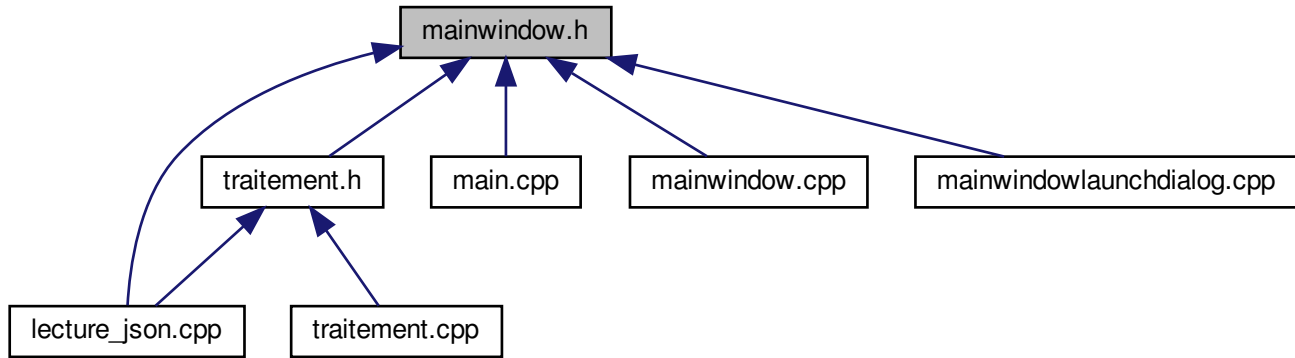 mainwindow.h
traitement.h
main.cpp
mainwindow.cpp
mainwindowlaunchdialog.cpp
lecture_json.cpp
traitement.cpp